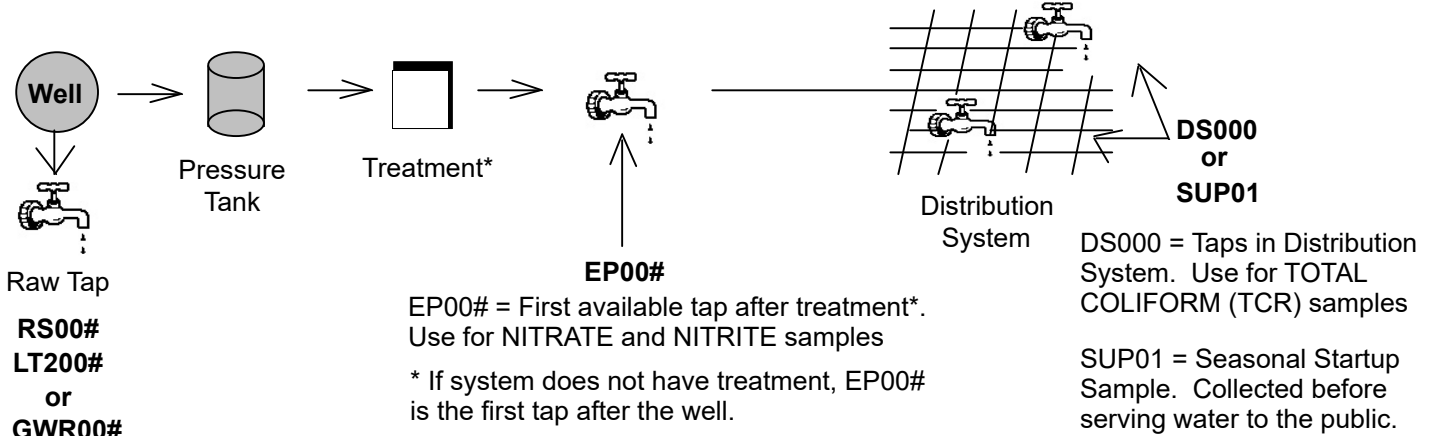 Well
Pressure
Tank
Treatment*
Distribution
System
Raw Tap
RS00#
LT200#
or
GWR00#
EP00#
EP00# = First available tap after treatment*.
Use for NITRATE and NITRITE samples
* If system does not have treatment, EP00#
is the first tap after the well.
DS000
or
SUP01
DS000 = Taps in Distribution
System. Use for TOTAL
COLIFORM (TCR) samples
SUP01 = Seasonal Startup
Sample. Collected before
serving water to the public.